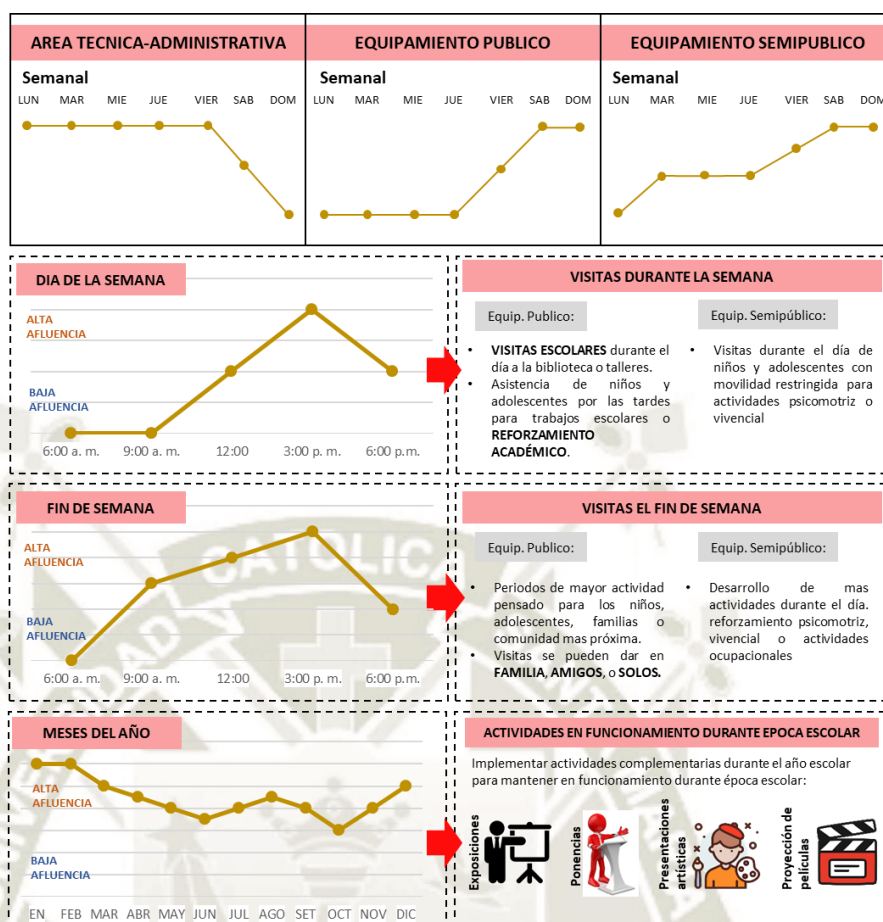 AREA TECNICA-ADMINISTRATIVA
Semanal
LUN MAR MIE JUE VIER SAB DOM
EQUIPAMIENTO PUBLICO
Semanal
LUN MAR MIE JUE VIER SAB DOM
EQUIPAMIENTO SEMIPUBLICO
Semanal
LUN MAR MIE JUE VIER SAB DOM
DIA DE LA SEMANA
ALTA
AFLUENCIA
BAJA
AFLUENCIA
6:00 a. m. 9:00 a. m. 12:00 3:00 p. m. 6:00 p.m.
VISITAS DURANTE LA SEMANA
Equip. Publico:
• VISITAS ESCOLARES durante el
día a la biblioteca o talleres.
• Asistencia de niños y
adolescentes por las tardes
para trabajos escolares o
REFORZAMIENTO
ACADÉMICO.
Equip. Semipúblico:
• Visitas durante el día de
niños y adolescentes con
movilidad restringida para
actividades psicomotriz o
vivencial
FIN DE SEMANA
ALTA
AFLUENCIA
BAJA
AFLUENCIA
6:00 a. m. 9:00 a. m. 12:00 3:00 p. m. 6:00 p.m.
VISITAS EL FIN DE SEMANA
Equip. Publico:
• Periodos de mayor actividad
pensado para los niños,
adolescentes, familias o
comunidad mas próxima.
• Visitas se pueden dar en
FAMILIA, AMIGOS, o SOLOS.
Equip. Semipúblico:
• Desarrollo de mas
actividades durante el día.
reforzamiento psicomotriz,
vivencial o actividades
ocupacionales
MESES DEL AÑO
ALTA
AFLUENCIA
BAJA
AFLUENCIA
EN FEB MAR ABR MAY JUN JUL AGO SET OCT NOV DIC
ACTIVIDADES EN FUNCIONAMIENTO DURANTE EPOCA ESCOLAR
Implementar actividades complementarias durante el año escolar
para mantener en funcionamiento durante época escolar:
Exposiciones
Ponencias
Presentaciones
artísticas
Proyección de
películas